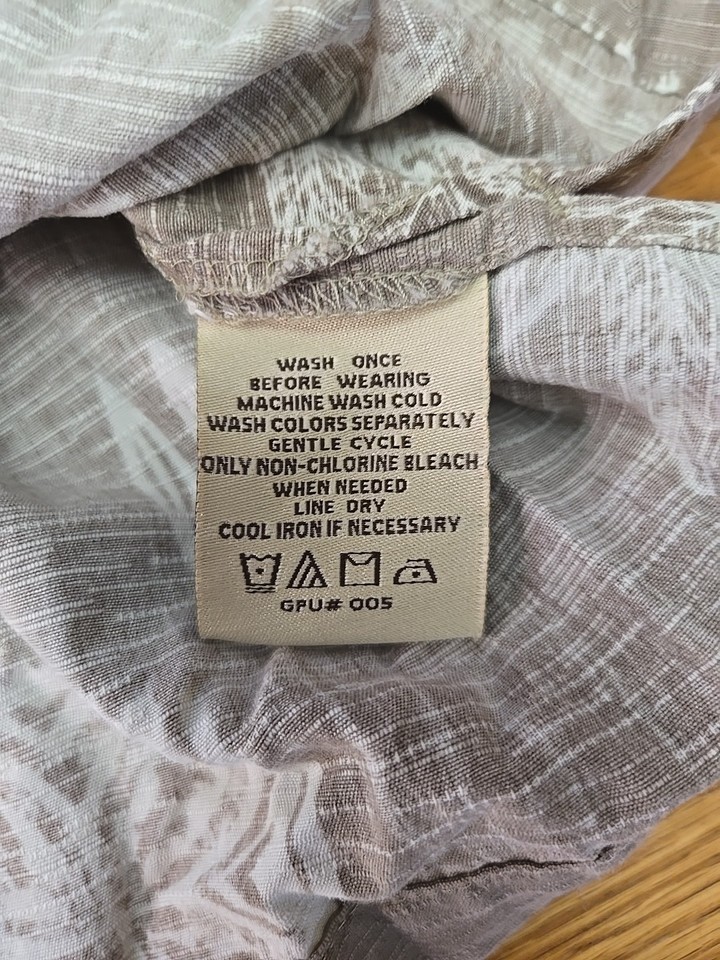 WASH ONCE
BEFORE WEARING
MACHINE WASH COLD
WASH COLORS SEPARATELY
GENTLE CYCLE
ONLY NON-CHLORINE BLEACH
WHEN NEEDED
LINE DRY
COOL IRON IF NECESSARY
GPU# 005